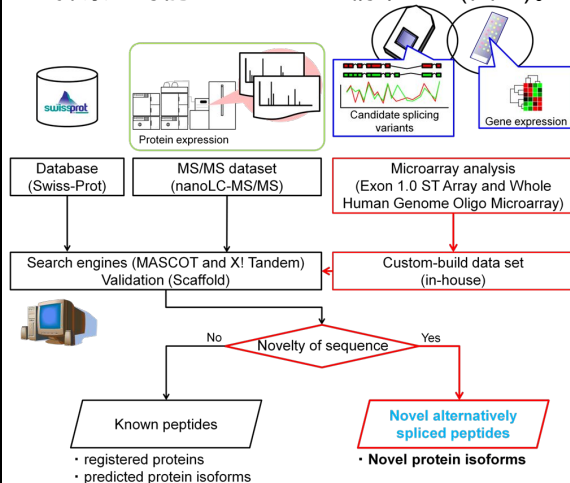 swissprot
Protein expression
Candidate splicing
variants
Gene expression
Database
(Swiss-Prot)
MS/MS dataset
(nanoLC-MS/MS)
Microarray analysis
(Exon 1.0 ST Array and Whole
Human Genome Oligo Microarray)
Search engines (MASCOT and X! Tandem)
Validation (Scaffold)
Custom-build data set
(in-house)
No
Novelty of sequence
Yes
Known peptides
Novel alternatively
spliced peptides
・registered proteins
・predicted protein isoforms
・Novel protein isoforms